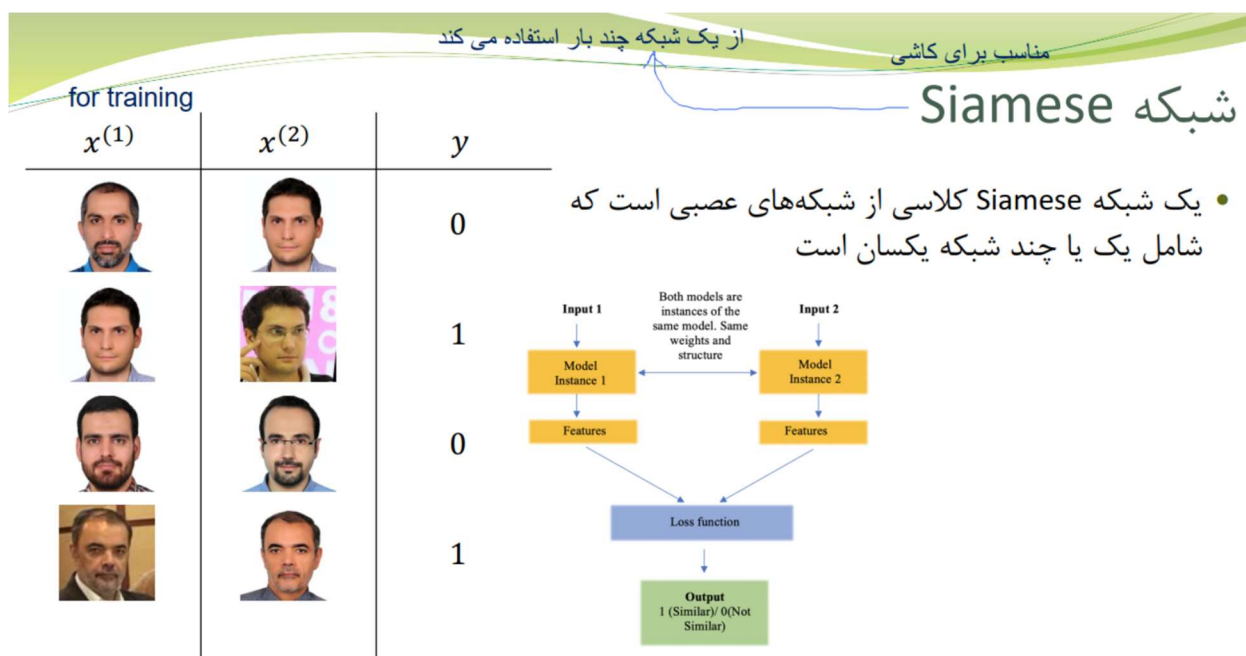 از یک شبکه چند بار استفاده می کند
مناسب برای کاشی
شبکه Siamese
for training
x^(1) x^(2) y
0
1
0
1
• یک شبکه Siamese کلاسی از شبکه‌های عصبی است که
شامل یک یا چند شبکه یکسان است
Input 1
Both models are
instances of the
same model. Same
weights and
structure
Input 2
Model
Instance 1
Model
Instance 2
Features
Features
Loss function
Output
1 (Similar)/ 0(Not
Similar)